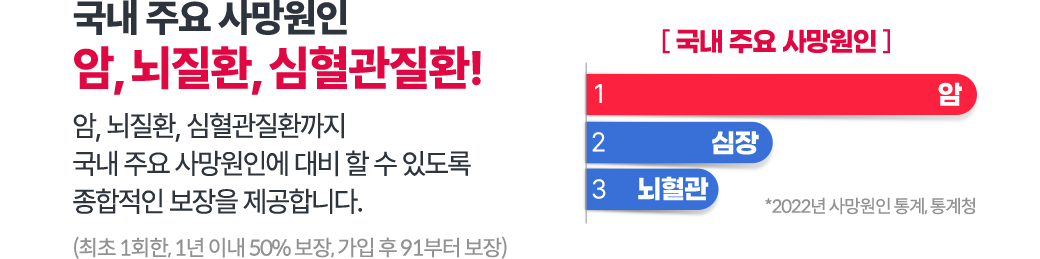 국내 주요 사망원인
암, 뇌질환, 심혈관질환!
암, 뇌질환, 심혈관질환까지
국내 주요 사망원인에 대비 할 수 있도록
종합적인 보장을 제공합니다.
(최초 1회한, 1년 이내 50% 보장, 가입 후 91부터 보장)
[ 국내 주요 사망원인 ]
1 암
2 심장
3 뇌혈관
*2022년 사망원인 통계, 통계청